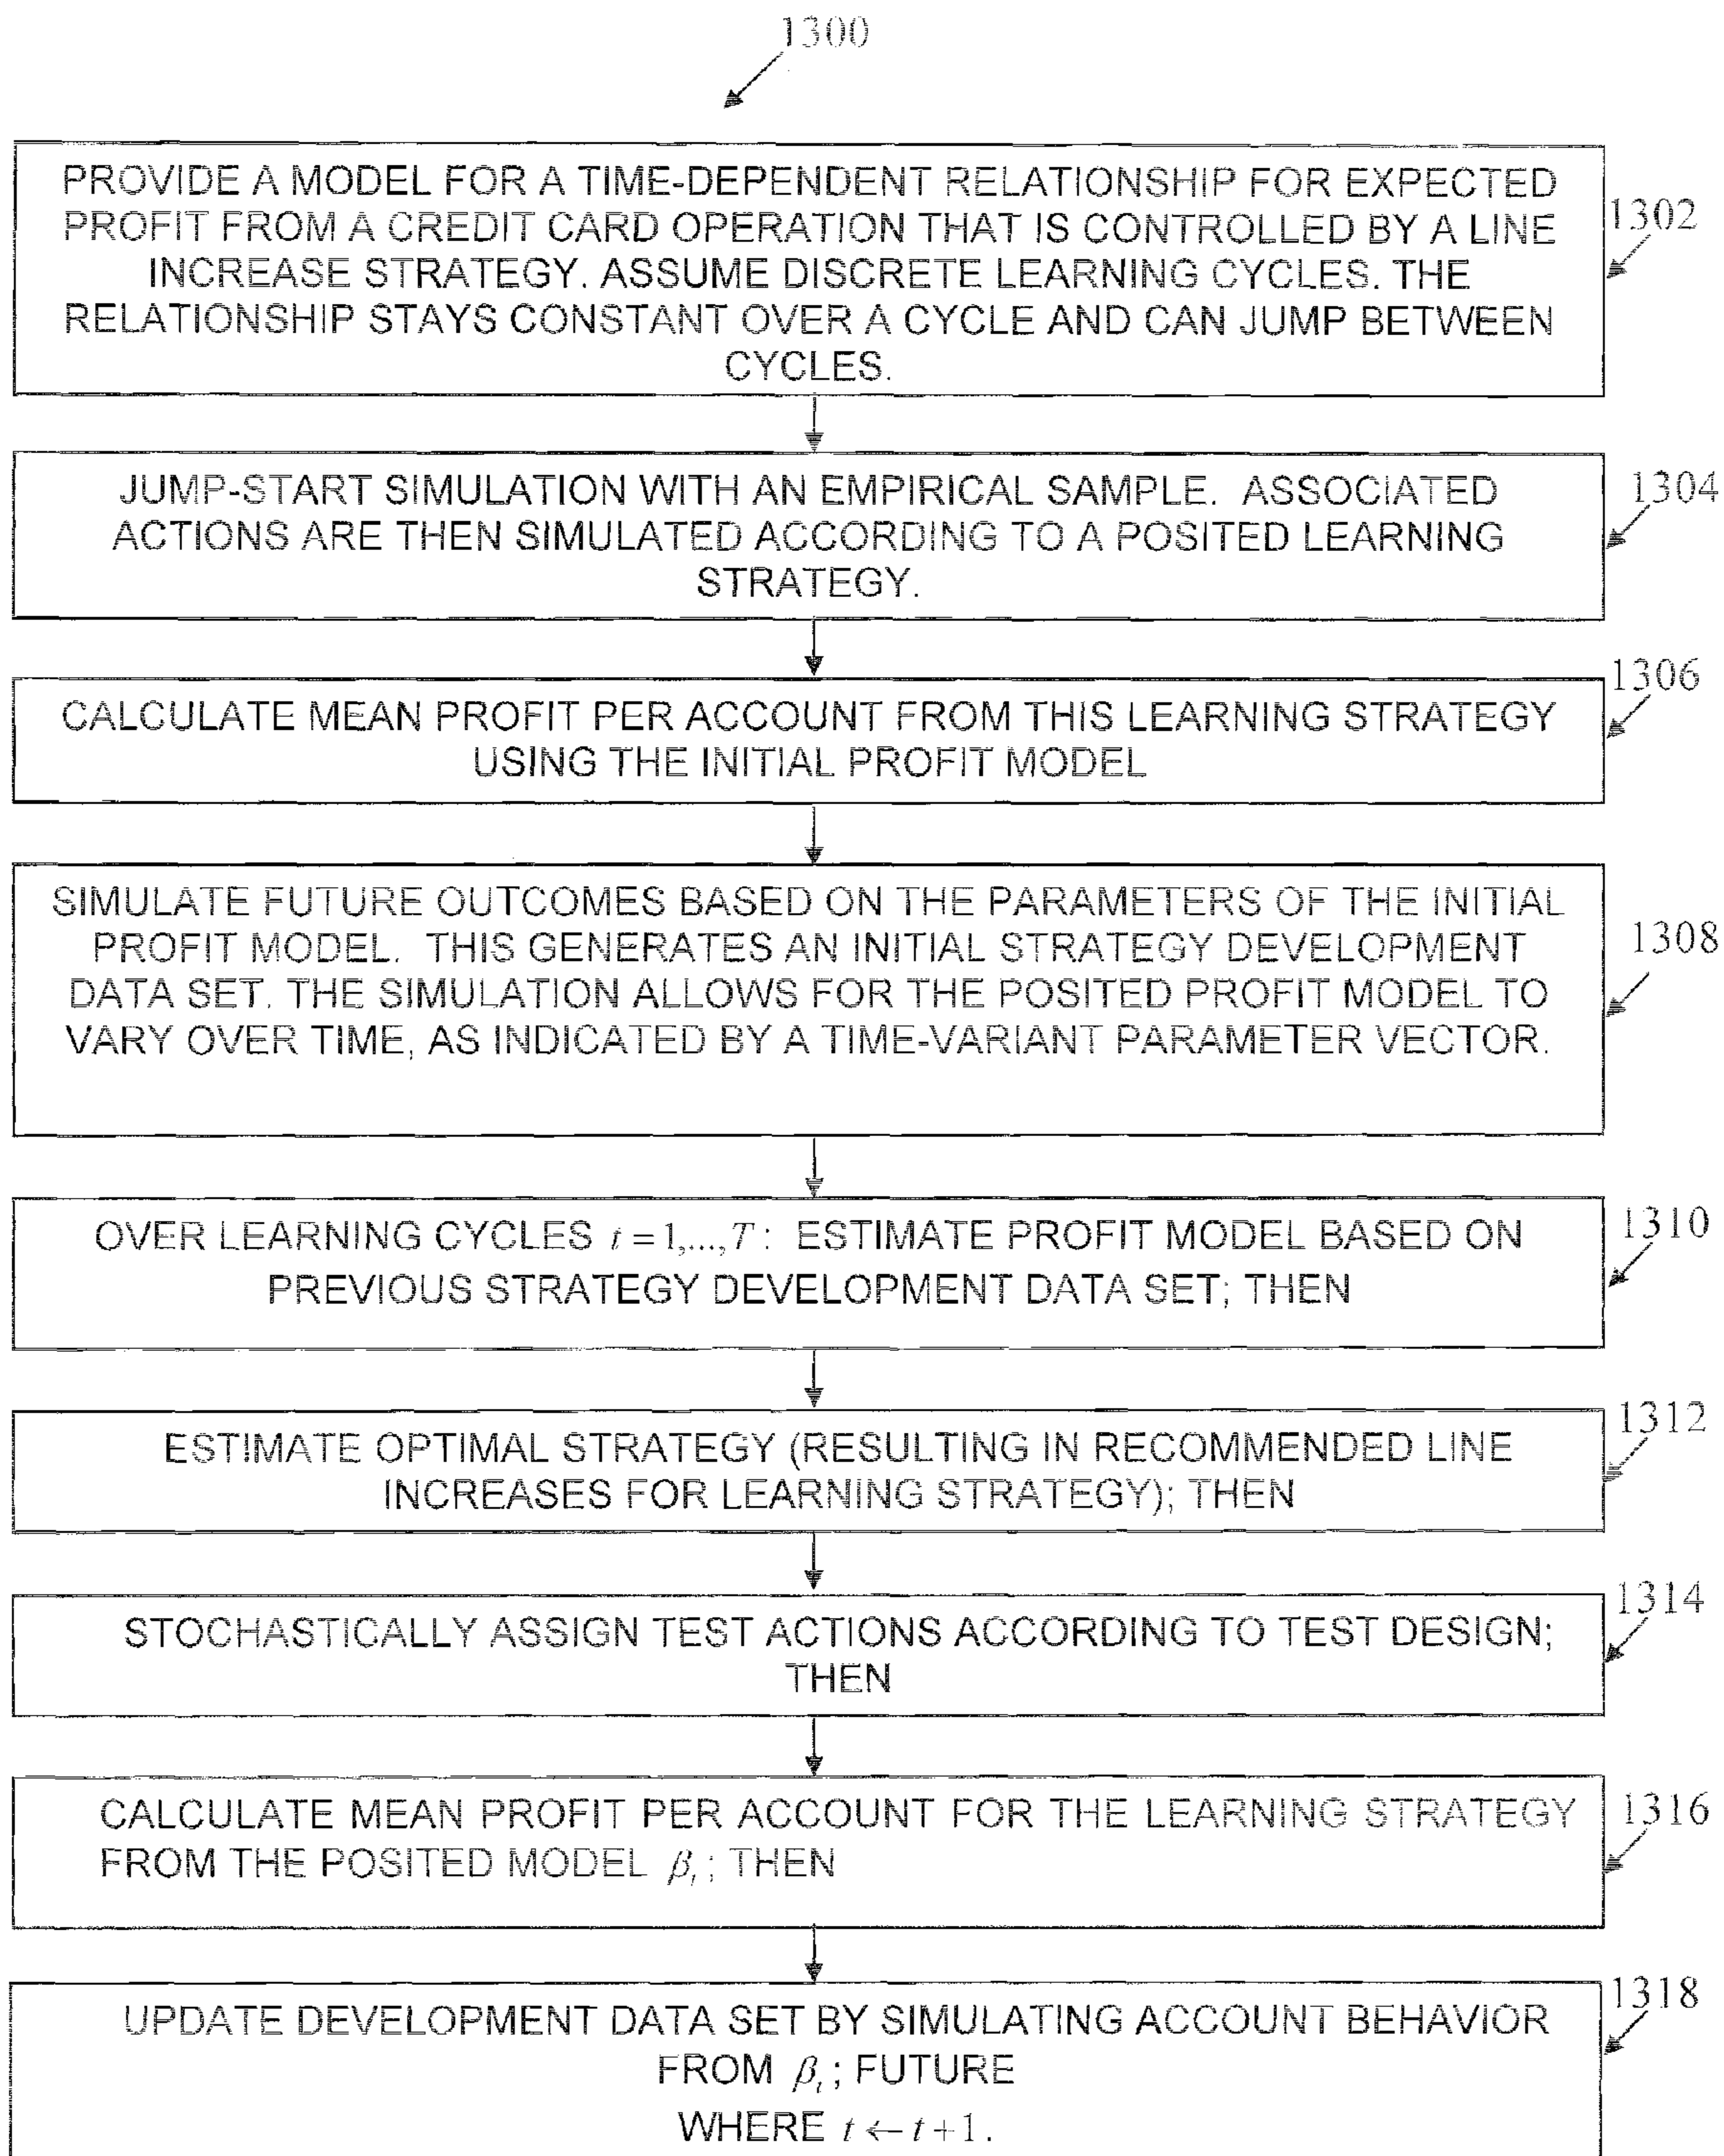 1300
PROVIDE A MODEL FOR A TIME-DEPENDENT RELATIONSHIP FOR EXPECTED
PROFIT FROM A CREDIT CARD OPERATION THAT IS CONTROLLED BY A LINE
INCREASE STRATEGY. ASSUME DISCRETE LEARNING CYCLES. THE
RELATIONSHIP STAYS CONSTANT OVER A CYCLE AND CAN JUMP BETWEEN
CYCLES.
1302
JUMP-START SIMULATION WITH AN EMPIRICAL SAMPLE. ASSOCIATED
ACTIONS ARE THEN SIMULATED ACCORDING TO A POSITED LEARNING
STRATEGY.
1304
CALCULATE MEAN PROFIT PER ACCOUNT FROM THIS LEARNING STRATEGY
USING THE INITIAL PROFIT MODEL
1306
SIMULATE FUTURE OUTCOMES BASED ON THE PARAMETERS OF THE INITIAL
PROFIT MODEL. THIS GENERATES AN INITIAL STRATEGY DEVELOPMENT
DATA SET. THE SIMULATION ALLOWS FOR THE POSITED PROFIT MODEL TO
VARY OVER TIME, AS INDICATED BY A TIME-VARIANT PARAMETER VECTOR.
1308
OVER LEARNING CYCLES t = 1,...,T : ESTIMATE PROFIT MODEL BASED ON
PREVIOUS STRATEGY DEVELOPMENT DATA SET; THEN
1310
ESTIMATE OPTIMAL STRATEGY (RESULTING IN RECOMMENDED LINE
INCREASES FOR LEARNING STRATEGY); THEN
1312
STOCHASTICALLY ASSIGN TEST ACTIONS ACCORDING TO TEST DESIGN;
THEN
1314
CALCULATE MEAN PROFIT PER ACCOUNT FOR THE LEARNING STRATEGY
FROM THE POSITED MODEL βₜ ; THEN
1316
UPDATE DEVELOPMENT DATA SET BY SIMULATING ACCOUNT BEHAVIOR
FROM βₜ ; FUTURE
WHERE t ← t + 1 .
1318